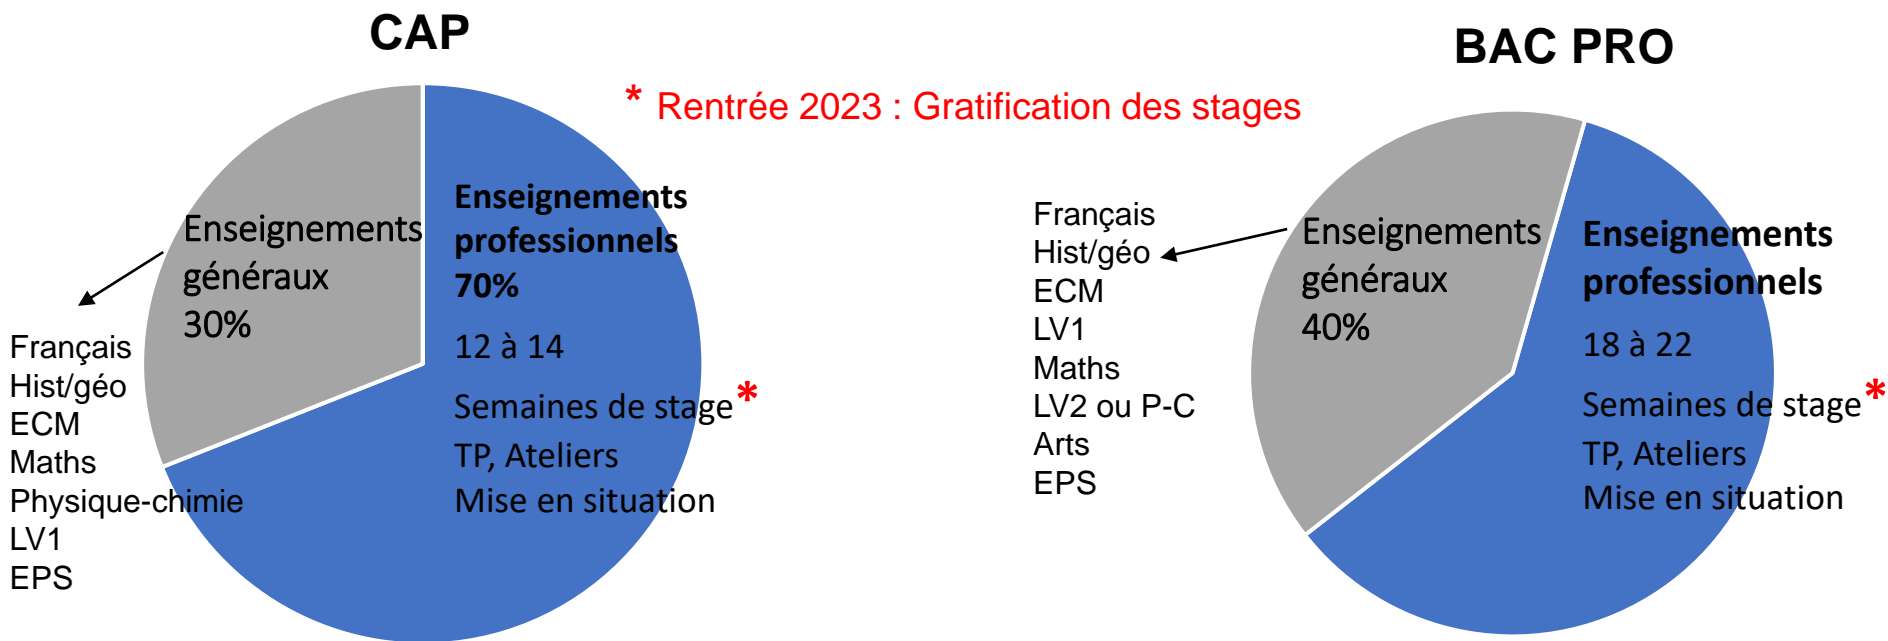 CAP
BAC PRO
* Rentrée 2023 : Gratification des stages
Enseignements
généraux
30%
Enseignements
professionnels
70%
12 à 14
Semaines de stage *
TP, Ateliers
Mise en situation
Français
Hist/géo
ECM
Maths
Physique-chimie
LV1
EPS
Français
Hist/géo
ECM
LV1
Maths
LV2 ou P-C
Arts
EPS
Enseignements
généraux
40%
Enseignements
professionnels
18 à 22
Semaines de stage *
TP, Ateliers
Mise en situation